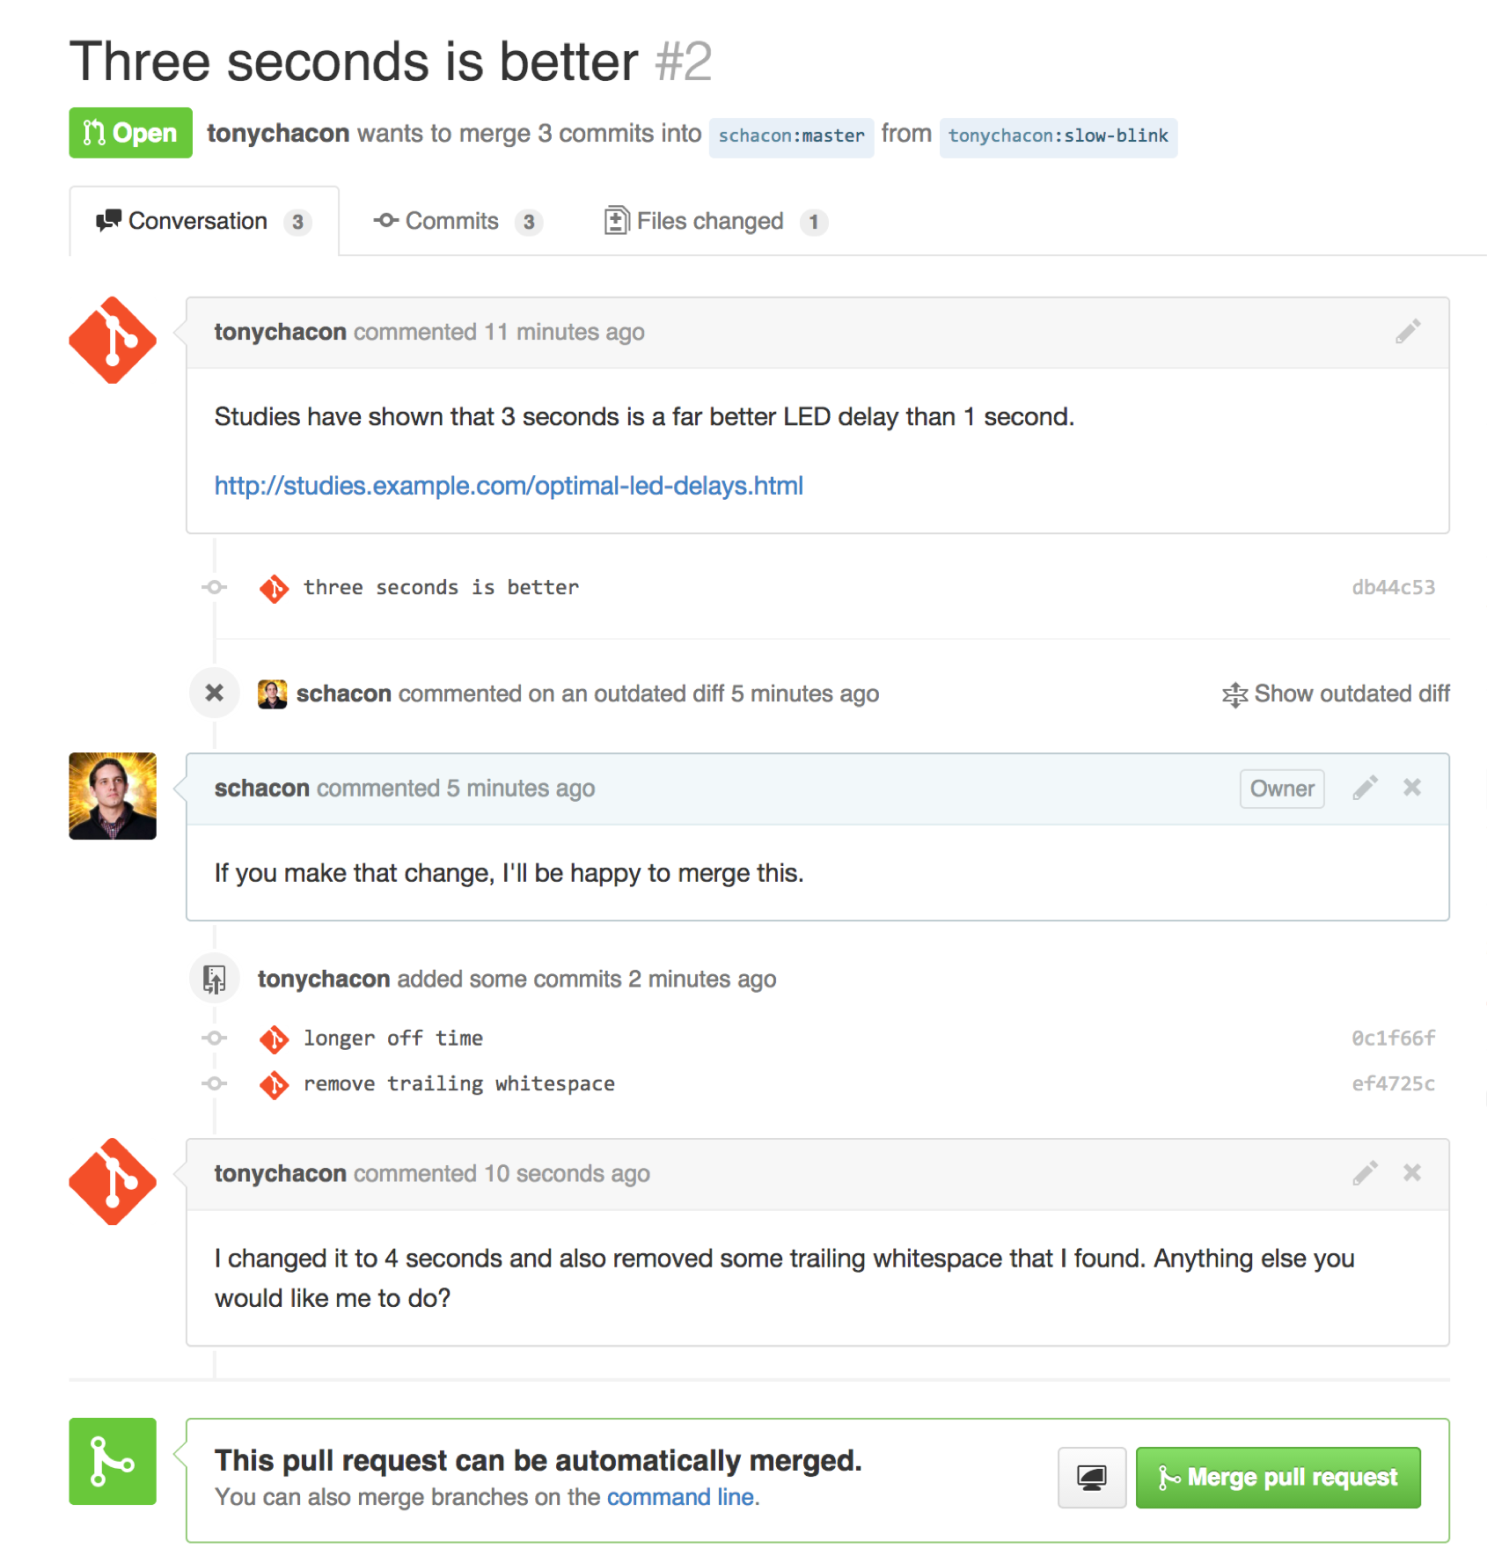 Three seconds is better #2
Open tonychacon wants to merge 3 commits into schacon:master from tonychacon:slow-blink
Conversation 3 Commits 3 Files changed 1
tonychacon commented 11 minutes ago
Studies have shown that 3 seconds is a far better LED delay than 1 second.
http://studies.example.com/optimal-led-delays.html
three seconds is better db44c53
schacon commented on an outdated diff 5 minutes ago Show outdated diff
schacon commented 5 minutes ago Owner
If you make that change, I'll be happy to merge this.
tonychacon added some commits 2 minutes ago
longer off time 0c1f66f
remove trailing whitespace ef4725c
tonychacon commented 10 seconds ago
I changed it to 4 seconds and also removed some trailing whitespace that I found. Anything else you
would like me to do?
This pull request can be automatically merged.
You can also merge branches on the command line.
Merge pull request